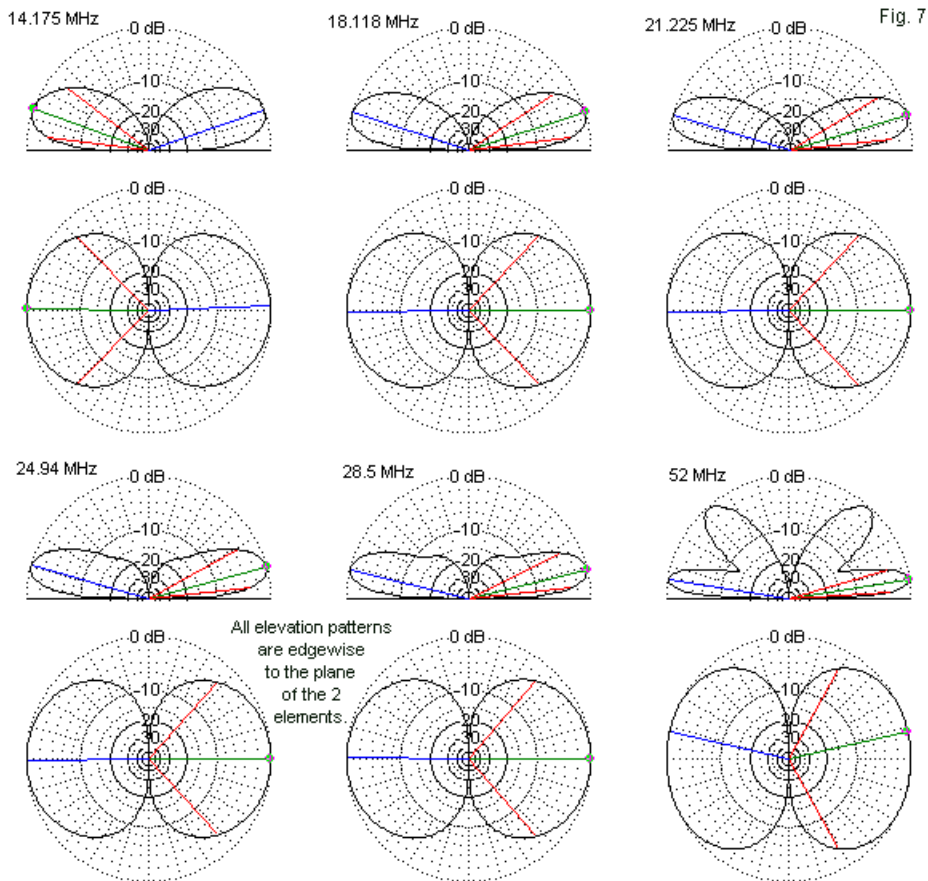 14.175 MHz
0 dB
-10
20
30
18.118 MHz
0 dB
-10
20
30
21.225 MHz
0 dB
-10
20
30
Fig. 7
0 dB
-10
20
30
0 dB
-10
20
30
0 dB
-10
20
30
24.94 MHz
0 dB
-10
20
30
28.5 MHz
0 dB
-10
20
30
52 MHz
0 dB
-10
20
30
All elevation patterns
are edgewise
to the plane
of the 2
elements.
0 dB
-10
20
30
0 dB
-10
20
30
0 dB
-10
20
30